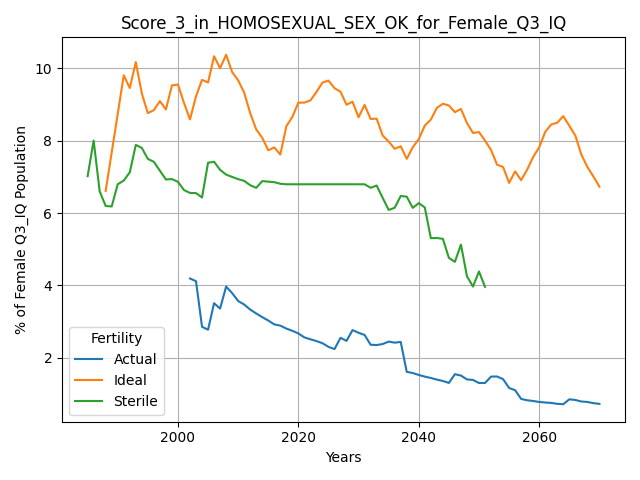 Score_3_in_HOMOSEXUAL_SEX_OK_for_Female_Q3_IQ
% of Female Q3_IQ Population
10
8
6
4
2
Fertility
Actual
Ideal
Sterile
2000
2020
2040
2060
Years